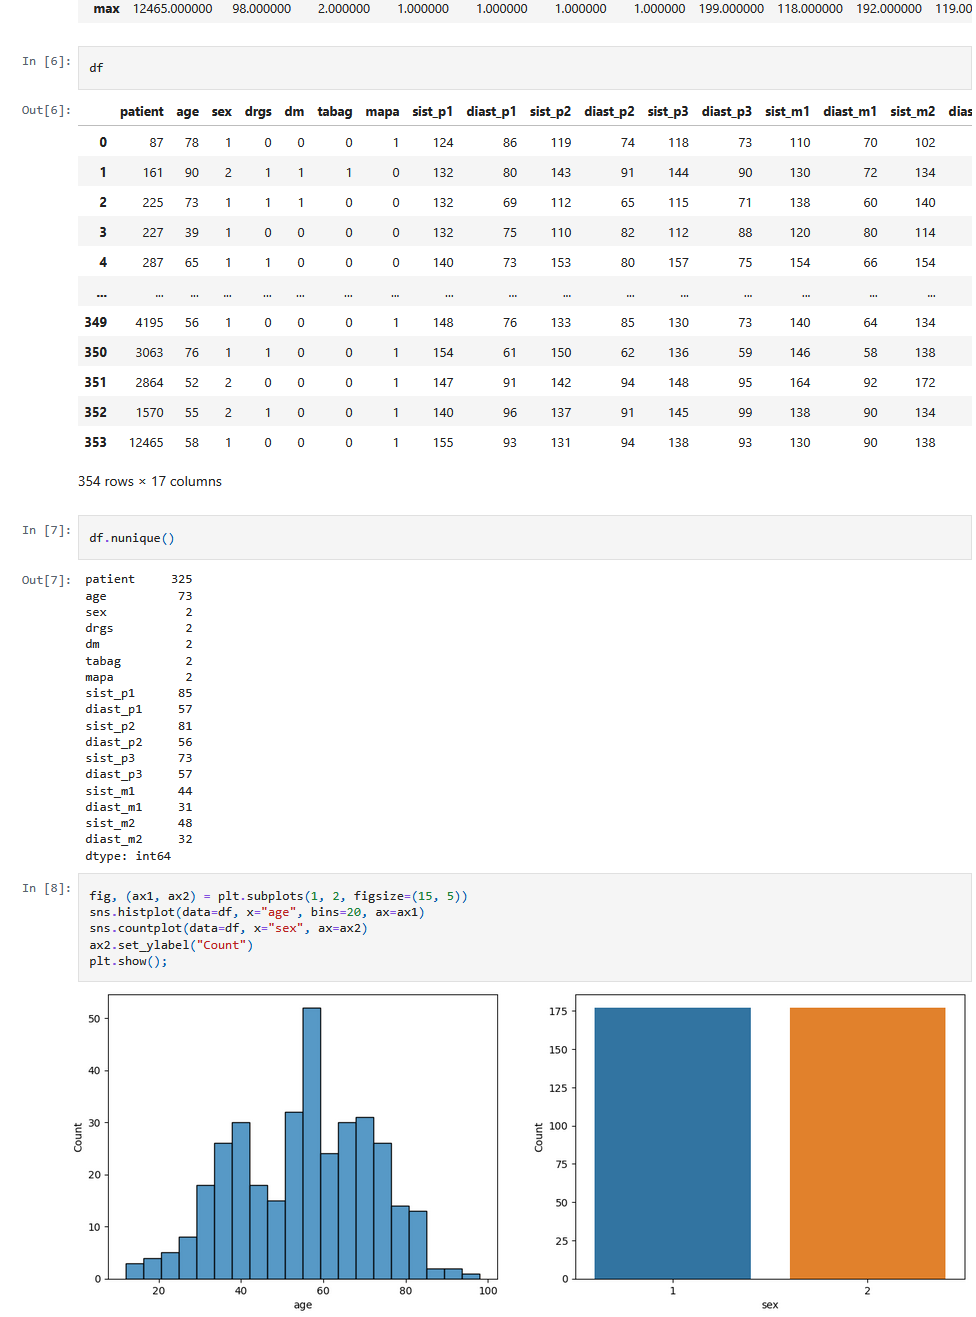 max 12465.000000 98.000000 2.000000 1.000000 1.000000 1.000000 1.000000 199.000000 118.000000 192.000000 119.00
In [6]: df
Out[6]: patient age sex drgs dm tabag mapa sist_p1 diast_p1 sist_p2 diast_p2 sist_p3 diast_p3 sist_m1 diast_m1 sist_m2 dias
0 87 78 1 0 0 0 1 124 86 119 74 118 73 110 70 102
1 161 90 2 1 1 1 0 132 80 143 91 144 90 130 72 134
2 225 73 1 1 1 0 0 132 69 112 65 115 71 138 60 140
3 227 39 1 0 0 0 0 132 75 110 82 112 88 120 80 114
4 287 65 1 1 0 0 0 140 73 153 80 157 75 154 66 154
... ... ... ... ... ... ... ... ... ... ... ... ... ... ... ... ...
349 4195 56 1 0 0 0 1 148 76 133 85 130 73 140 64 134
350 3063 76 1 1 0 0 1 154 61 150 62 136 59 146 58 138
351 2864 52 2 0 0 0 1 147 91 142 94 148 95 164 92 172
352 1570 55 2 1 0 0 1 140 96 137 91 145 99 138 90 134
353 12465 58 1 0 0 0 1 155 93 131 94 138 93 130 90 138
354 rows × 17 columns
In [7]: df.nunique()
Out[7]: patient 325
age 73
sex 2
drgs 2
dm 2
tabag 2
mapa 2
sist_p1 85
diast_p1 57
sist_p2 81
diast_p2 56
sist_p3 73
diast_p3 57
sist_m1 44
diast_m1 31
sist_m2 48
diast_m2 32
dtype: int64
In [8]: fig, (ax1, ax2) = plt.subplots(1, 2, figsize=(15, 5))
sns.histplot(data=df, x="age", bins=20, ax=ax1)
sns.countplot(data=df, x="sex", ax=ax2)
ax2.set_ylabel("Count")
plt.show();
50
40
30
20
10
0
Count
20 40 60 80 100
age
175
150
125
100
75
50
25
0
Count
1 2
sex